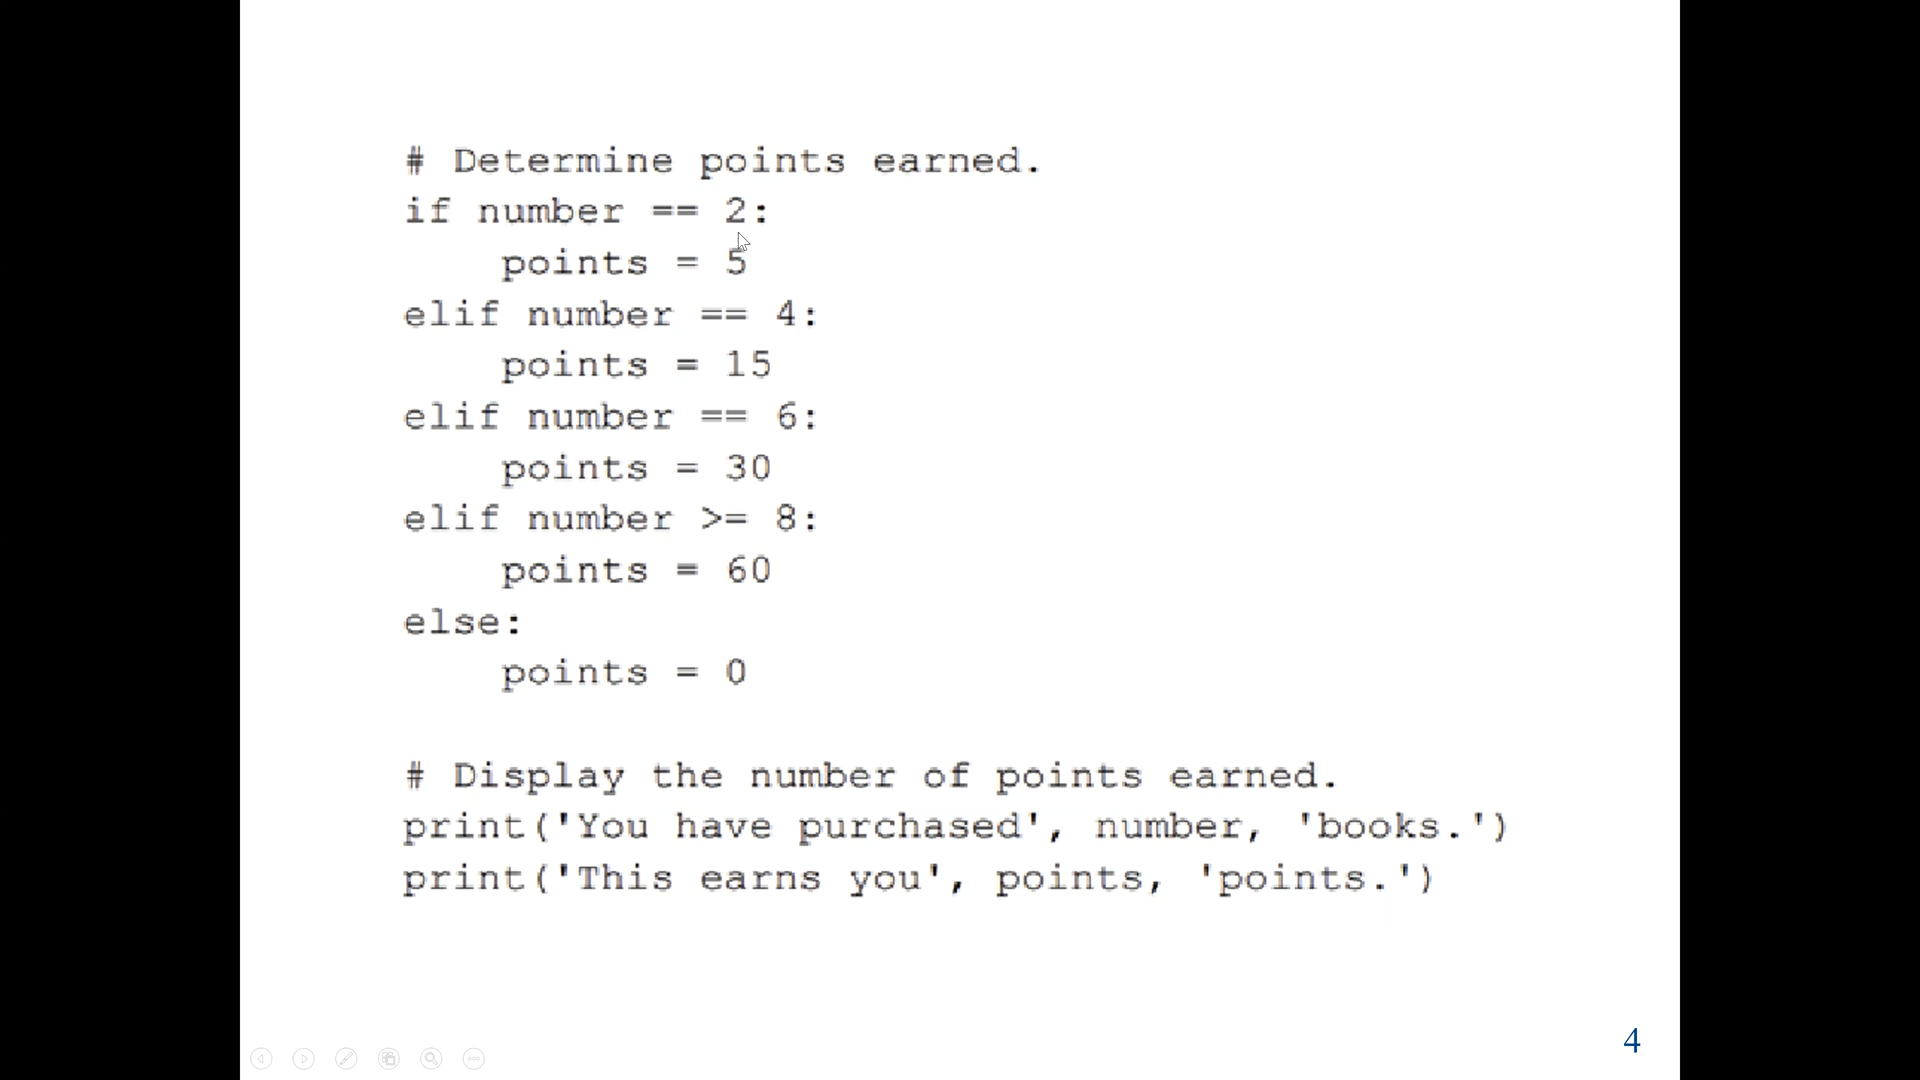 # Determine points earned.
if number == 2:
    points = 5
elif number == 4:
    points = 15
elif number == 6:
    points = 30
elif number >= 8:
    points = 60
else:
    points = 0

# Display the number of points earned.
print('You have purchased', number, 'books.')
print('This earns you', points, 'points.')
4